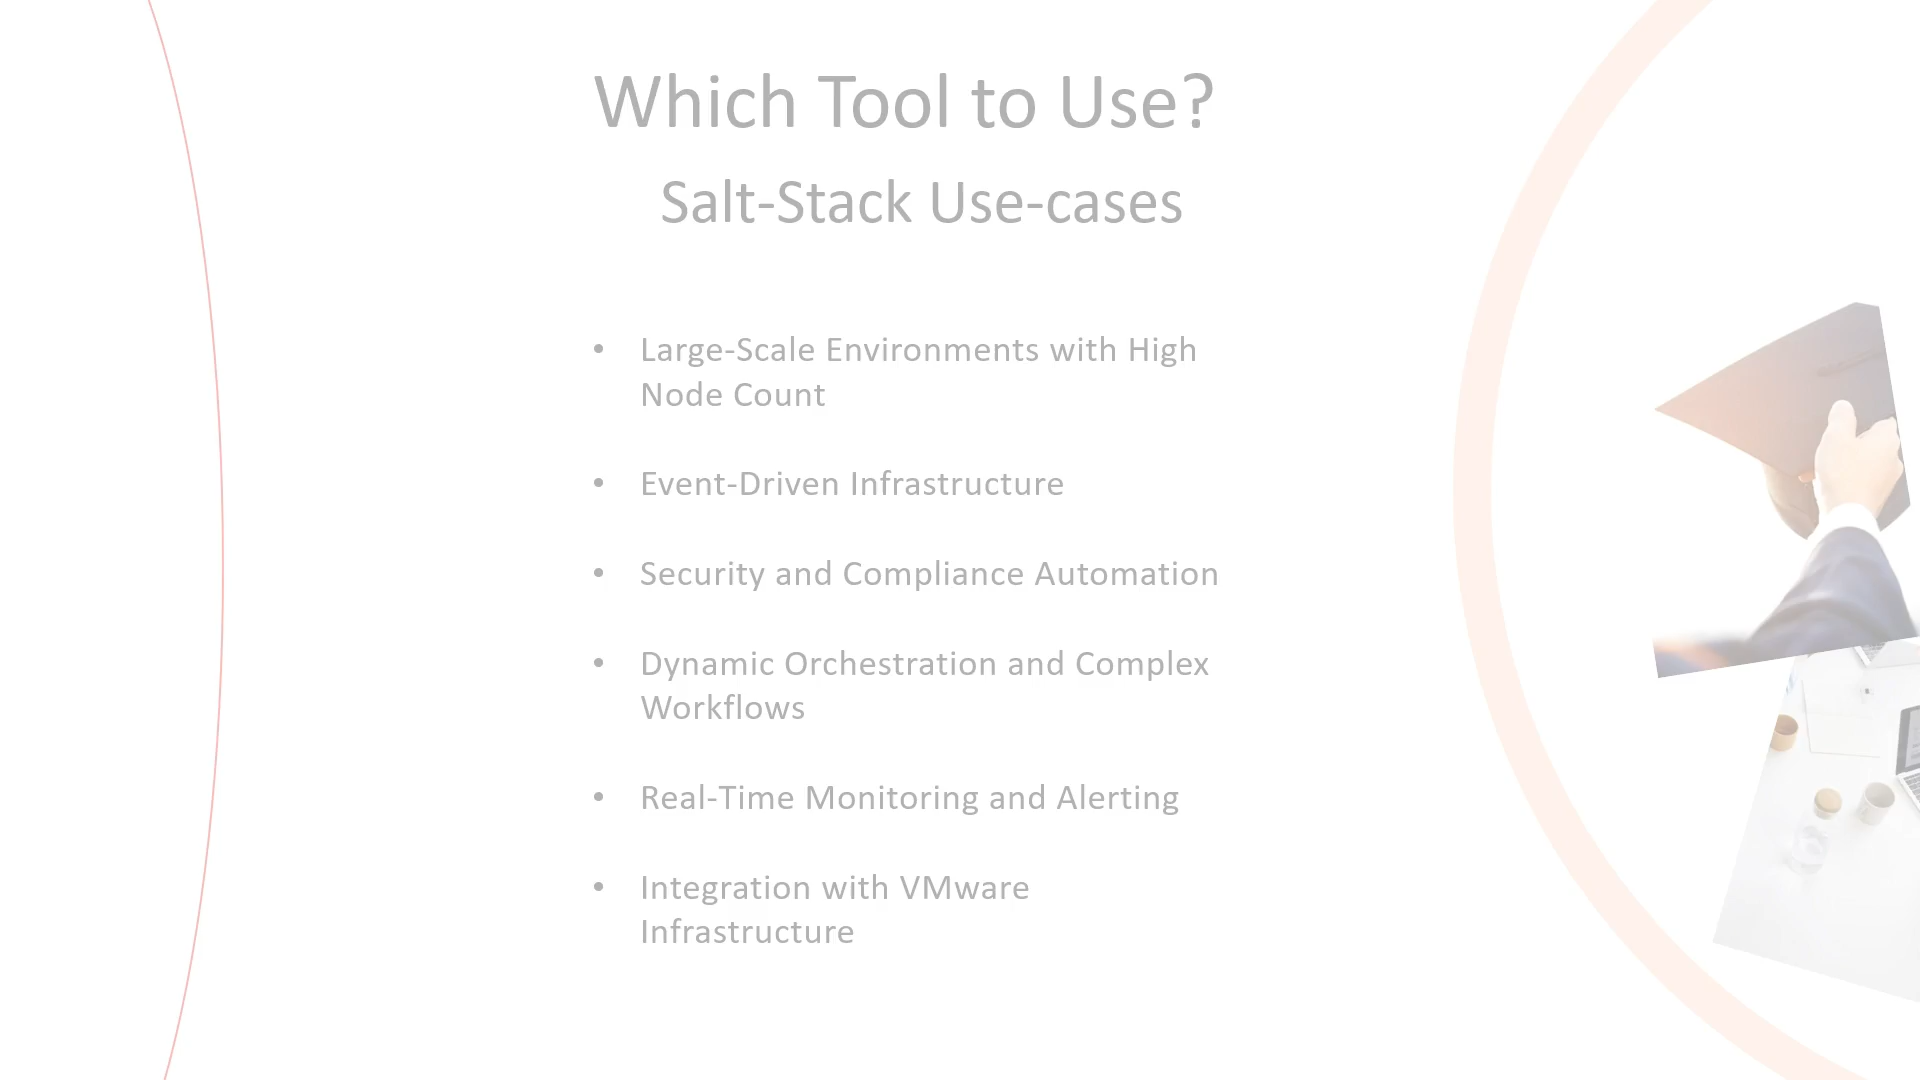 Which Tool to Use?
Salt-Stack Use-cases
• Large-Scale Environments with High
Node Count
• Event-Driven Infrastructure
• Security and Compliance Automation
• Dynamic Orchestration and Complex
Workflows
• Real-Time Monitoring and Alerting
• Integration with VMware
Infrastructure